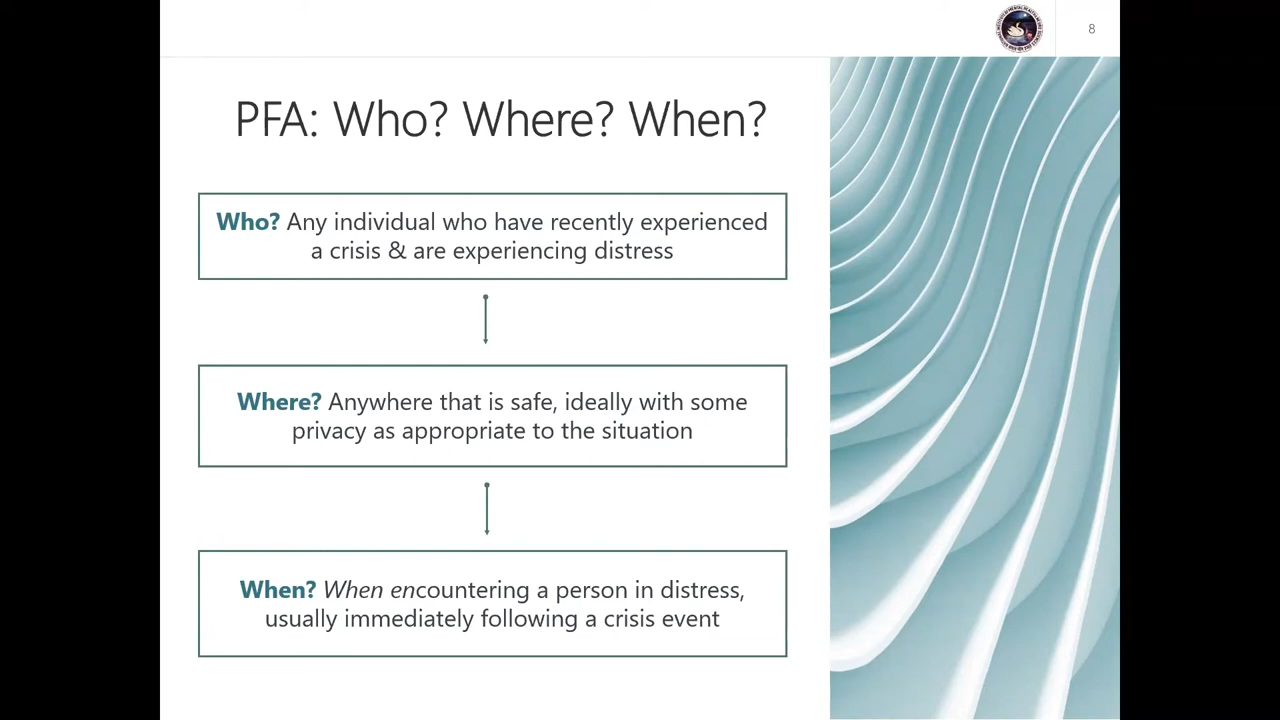 8
PFA: Who? Where? When?
Who? Any individual who have recently experienced
a crisis & are experiencing distress
Where? Anywhere that is safe, ideally with some
privacy as appropriate to the situation
When? When encountering a person in distress,
usually immediately following a crisis event